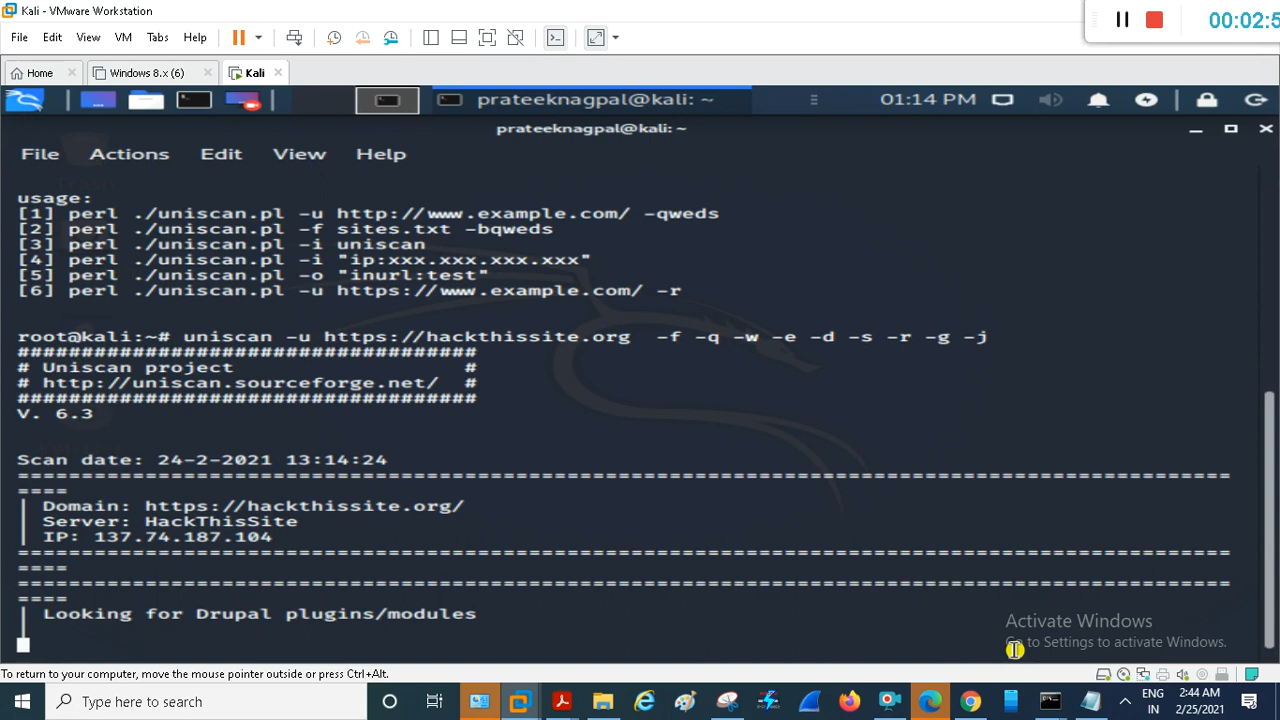 Kali - VMware Workstation
00:02:5
File Edit View VM Tabs Help
Home Windows 8.x (6) Kali
prateeknagpal@kali: ~ 01:14 PM
prateeknagpal@kali: ~
File Actions Edit View Help
usage:
[1] perl ./uniscan.pl -u http://www.example.com/ -qweds
[2] perl ./uniscan.pl -f sites.txt -bqweds
[3] perl ./uniscan.pl -i uniscan
[4] perl ./uniscan.pl -i "ip:xxx.xxx.xxx.xxx"
[5] perl ./uniscan.pl -o "inurl:test"
[6] perl ./uniscan.pl -u https://www.example.com/ -r
root@kali:~# uniscan -u https://hackthissite.org  -f -q -w -e -d -s -r -g -j
####################################
# Uniscan project                  #
# http://uniscan.sourceforge.net/  #
####################################
V. 6.3
Scan date: 24-2-2021 13:14:24
===============================================================================================
====
| Domain: https://hackthissite.org/
| Server: HackThisSite
| IP: 137.74.187.104
===============================================================================================
====
===============================================================================================
====
| Looking for Drupal plugins/modules
|
Activate Windows
Go to Settings to activate Windows.
To return to your computer, move the mouse pointer outside or press Ctrl+Alt.
Type here to search
ENG
IN
2:44 AM
2/25/2021